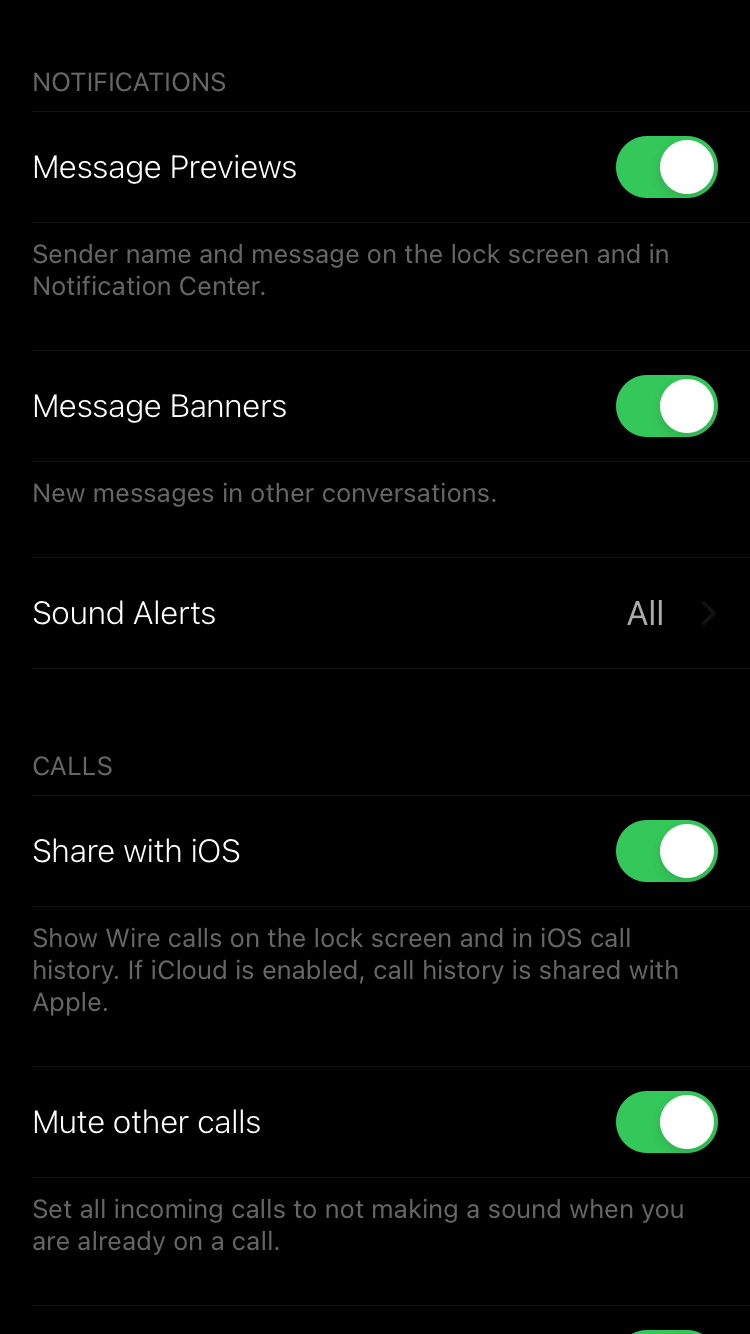 NOTIFICATIONS
Message Previews
Sender name and message on the lock screen and in
Notification Center.
Message Banners
New messages in other conversations.
Sound Alerts All
CALLS
Share with iOS
Show Wire calls on the lock screen and in iOS call
history. If iCloud is enabled, call history is shared with
Apple.
Mute other calls
Set all incoming calls to not making a sound when you
are already on a call.